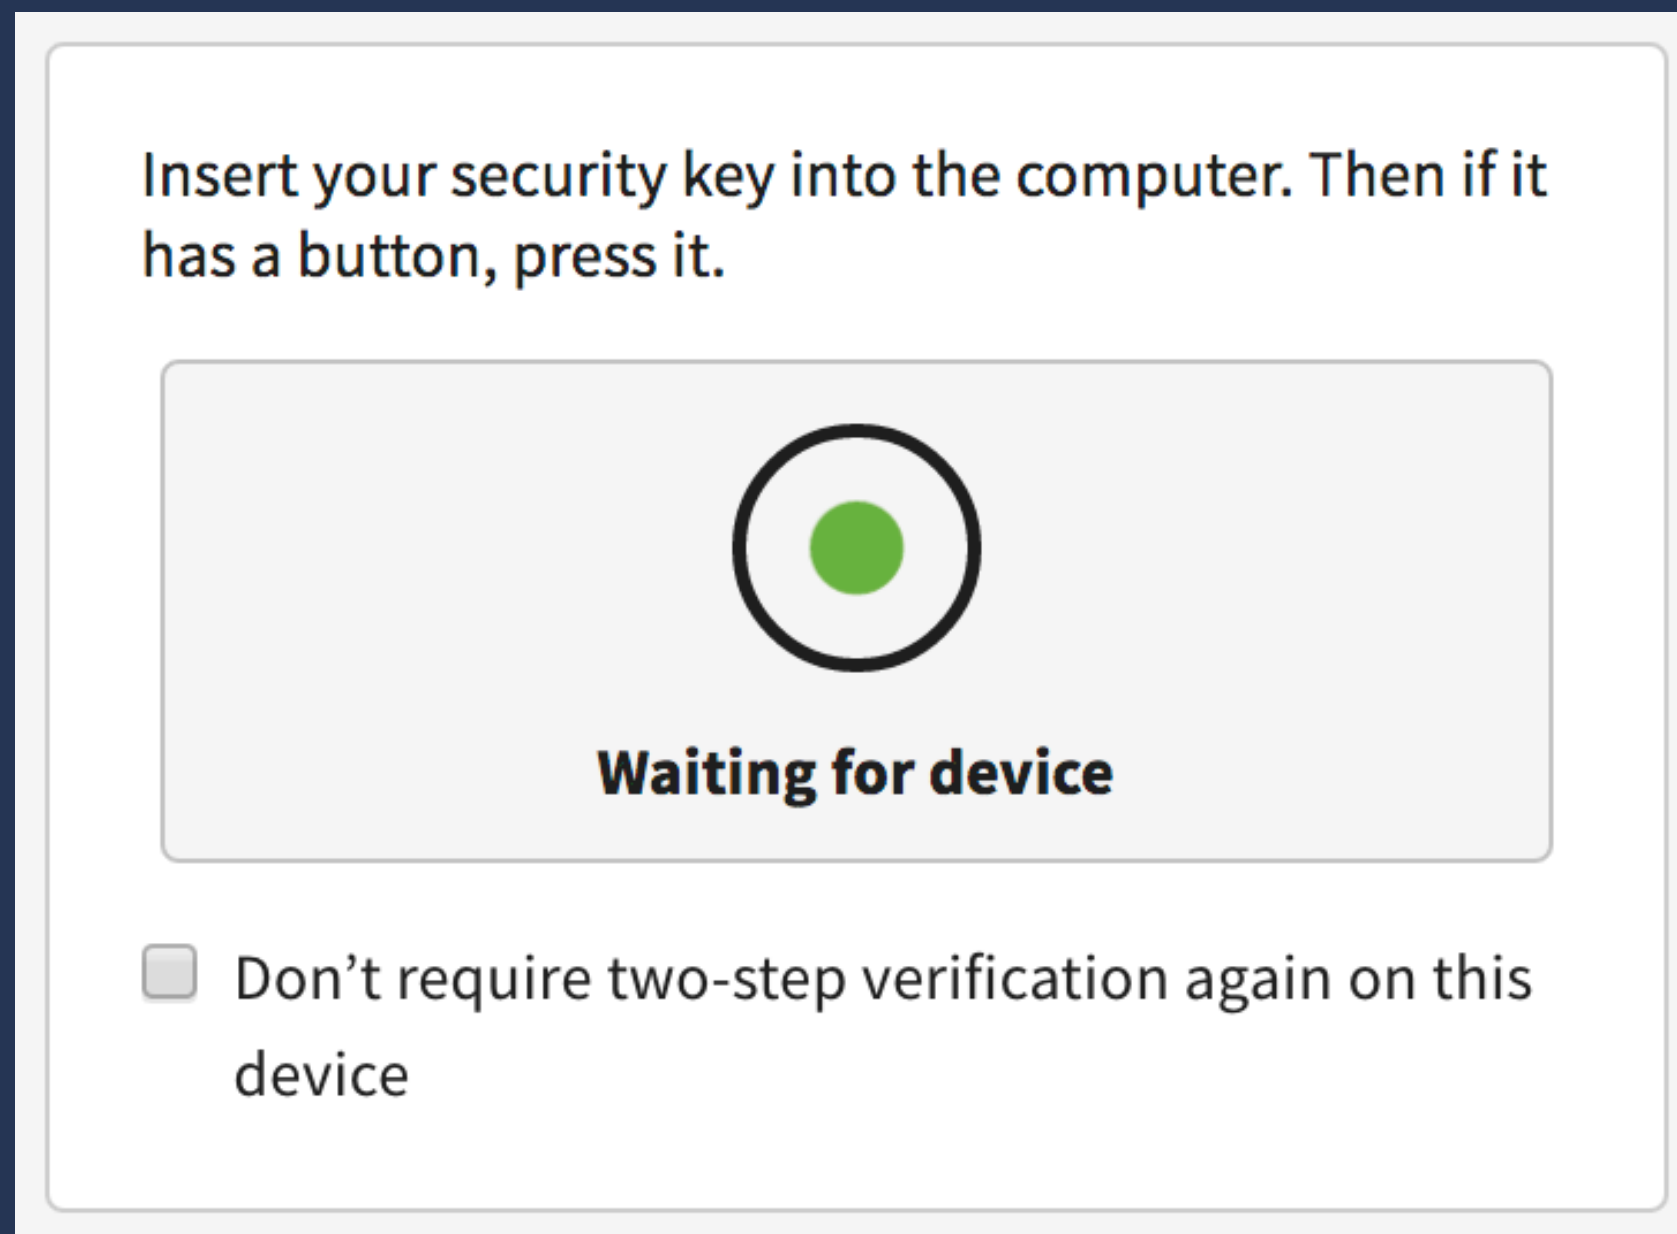 Insert your security key into the computer. Then if it
has a button, press it.
Waiting for device
Don’t require two-step verification again on this
device